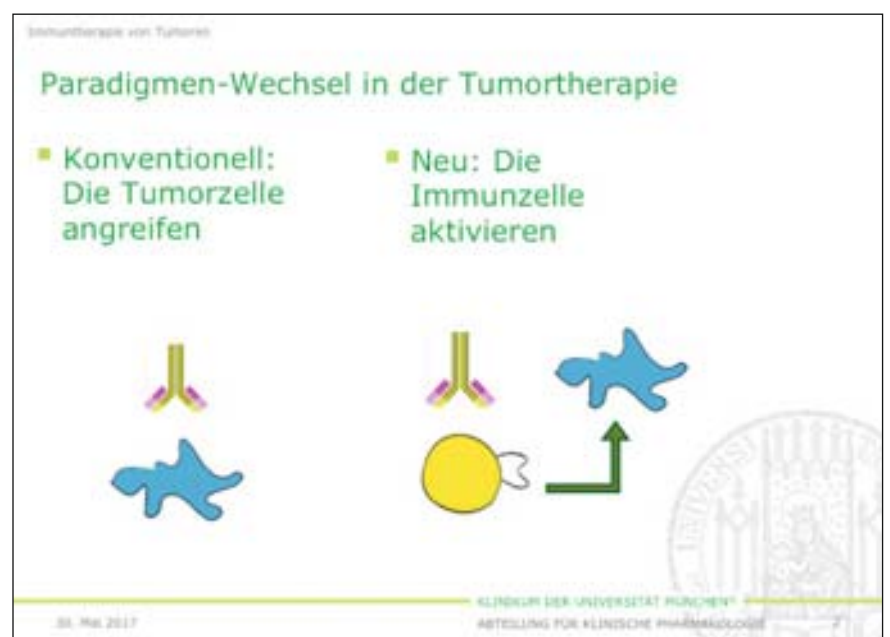 Immuntherapie von Tumoren
Paradigmen-Wechsel in der Tumortherapie
Konventionell:
Die Tumorzelle
angreifen
Neu: Die
Immunzelle
aktivieren
KLINIKUM DER UNIVERSITÄT MÜNCHEN®
30. Mai 2017
ABTEILUNG FÜR KLINISCHE PHARMAKOLOGIE